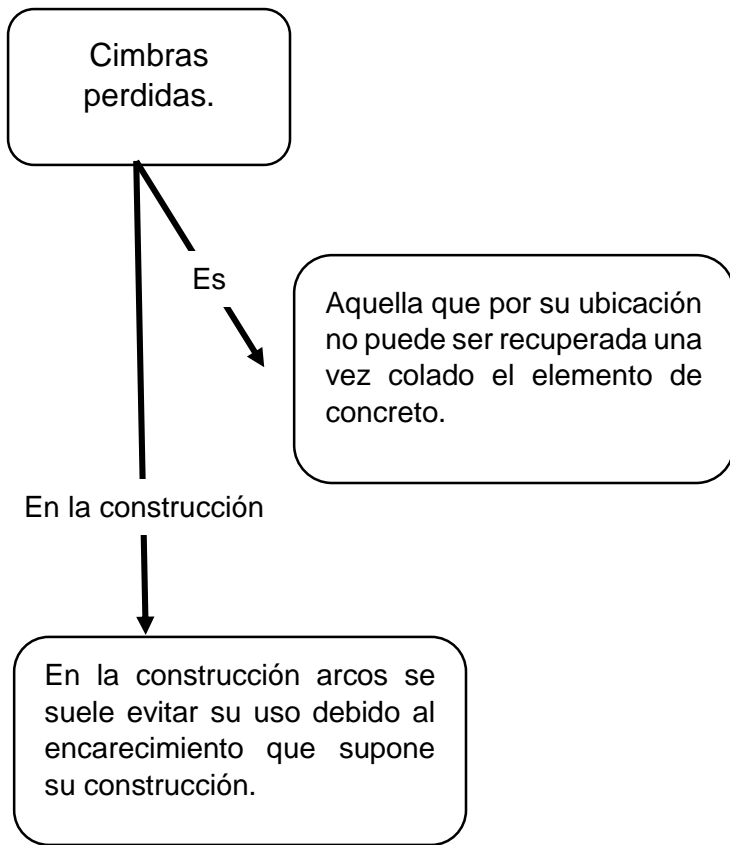 Cimbras
perdidas.
Es
Aquella que por su ubicación
no puede ser recuperada una
vez colado el elemento de
concreto.
En la construcción
En la construcción arcos se
suele evitar su uso debido al
encarecimiento que supone
su construcción.